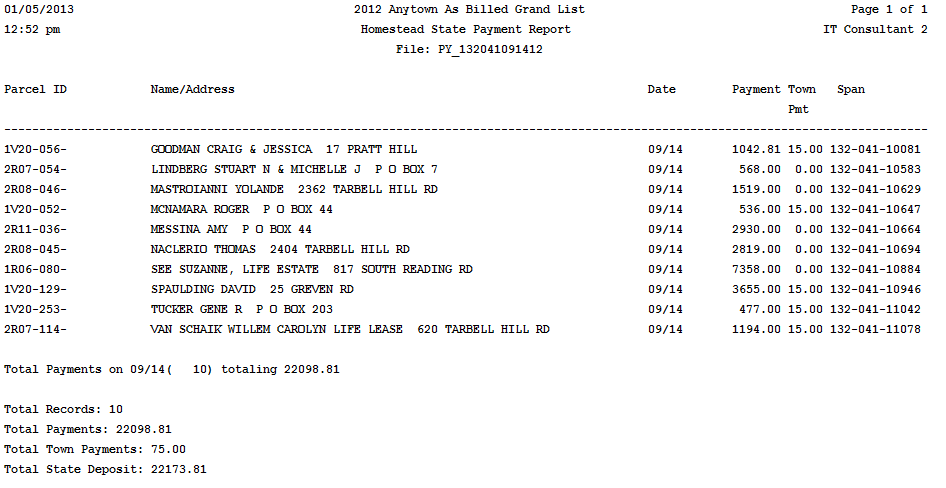 01/05/2013 2012 Anytown As Billed Grand List Page 1 of 1
12:52 pm Homestead State Payment Report IT Consultant 2
File: PY_132041091412
Parcel ID Name/Address Date Payment Town Span
Pmt
1V20-056- GOODMAN CRAIG & JESSICA 17 PRATT HILL 09/14 1042.81 15.00 132-041-10081
2R07-054- LINDBERG STUART N & MICHELLE J P O BOX 7 09/14 568.00 0.00 132-041-10583
2R08-046- MASTROIANNI YOLANDE 2362 TARBELL HILL RD 09/14 1519.00 0.00 132-041-10629
1V20-052- MCNAMARA ROGER P O BOX 44 09/14 536.00 15.00 132-041-10647
2R11-036- MESSINA AMY P O BOX 44 09/14 2930.00 0.00 132-041-10664
2R08-045- NACLERIO THOMAS 2404 TARBELL HILL RD 09/14 2819.00 0.00 132-041-10694
1R06-080- SEE SUZANNE, LIFE ESTATE 817 SOUTH READING RD 09/14 7358.00 0.00 132-041-10884
1V20-129- SPAULDING DAVID 25 GREVEN RD 09/14 3655.00 15.00 132-041-10946
1V20-253- TUCKER GENE R P O BOX 203 09/14 477.00 15.00 132-041-11042
2R07-114- VAN SCHAIK WILLEM CAROLYN LIFE LEASE 620 TARBELL HILL RD 09/14 1194.00 15.00 132-041-11078
Total Payments on 09/14( 10) totaling 22098.81
Total Records: 10
Total Payments: 22098.81
Total Town Payments: 75.00
Total State Deposit: 22173.81